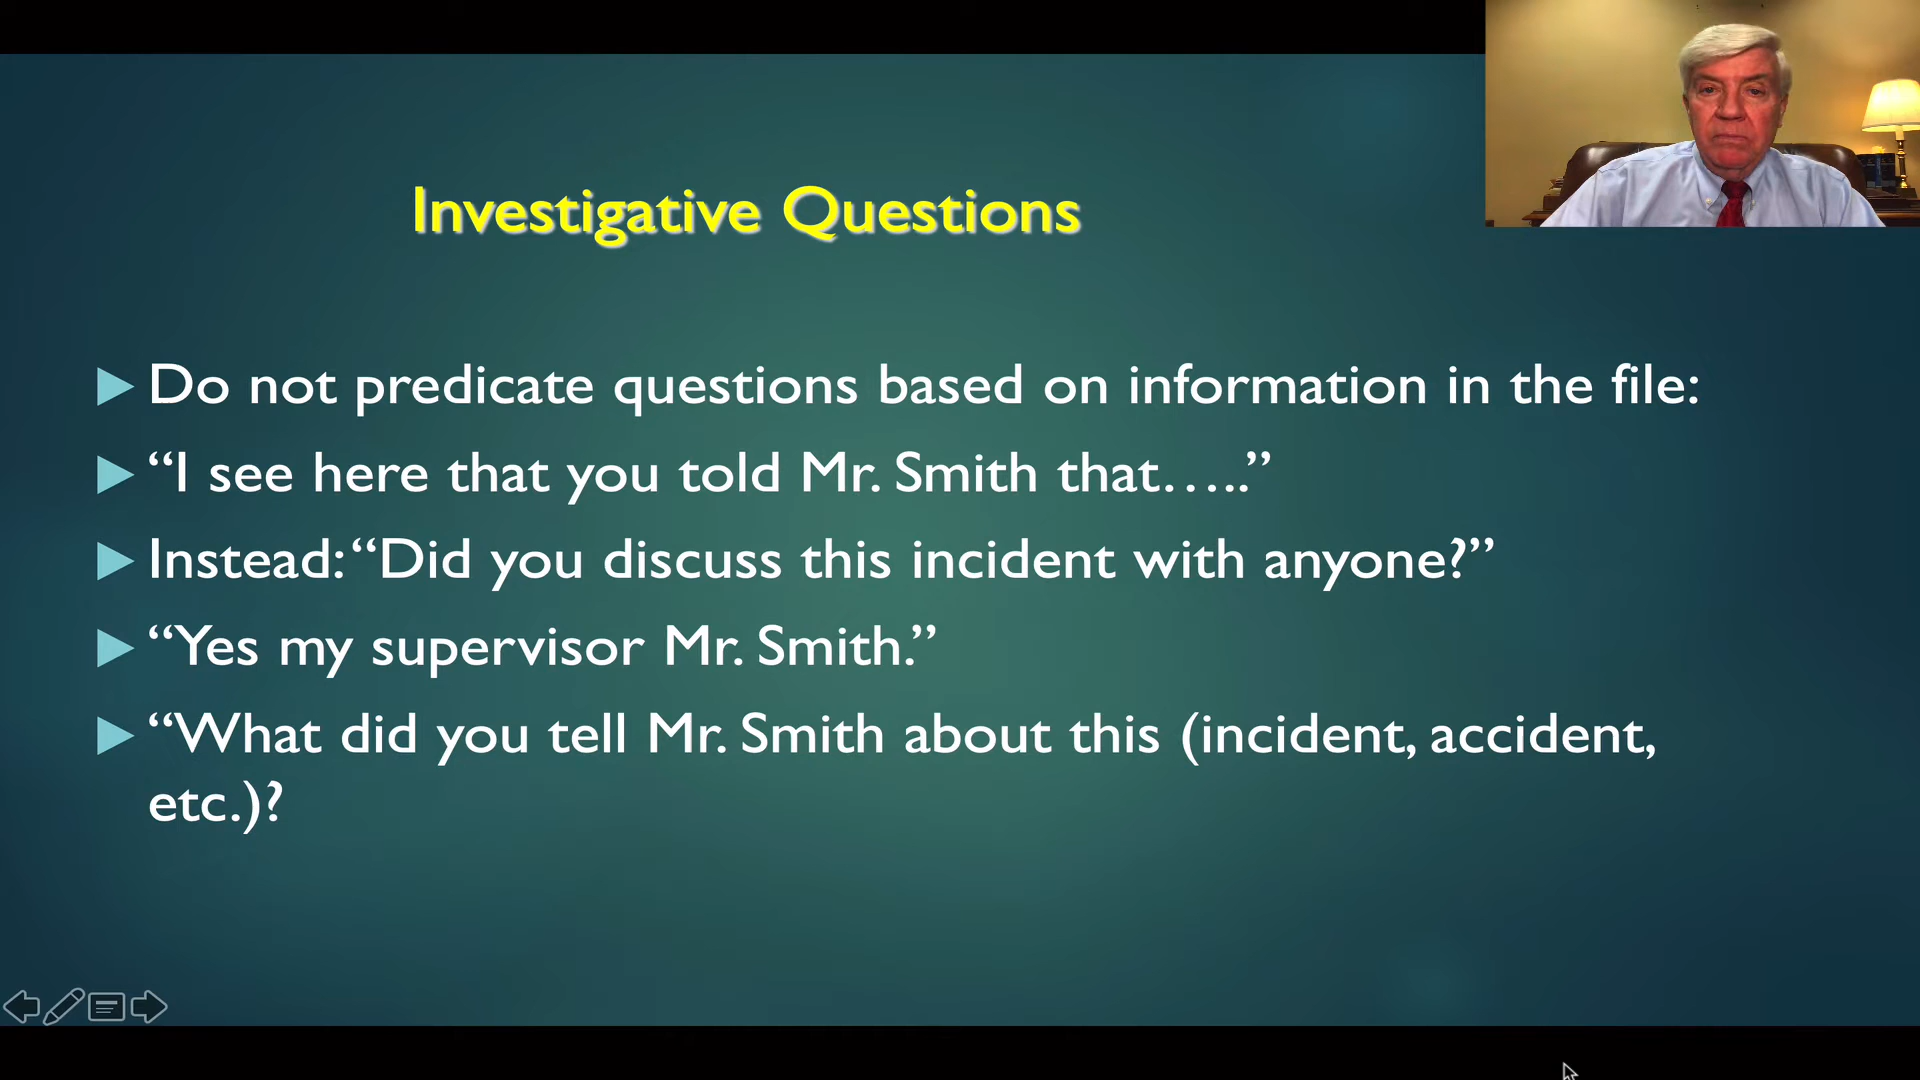 Investigative Questions
Do not predicate questions based on information in the file:
“I see here that you told Mr. Smith that…..”
Instead: “Did you discuss this incident with anyone?”
“Yes my supervisor Mr. Smith.”
“What did you tell Mr. Smith about this (incident, accident,
etc.)?